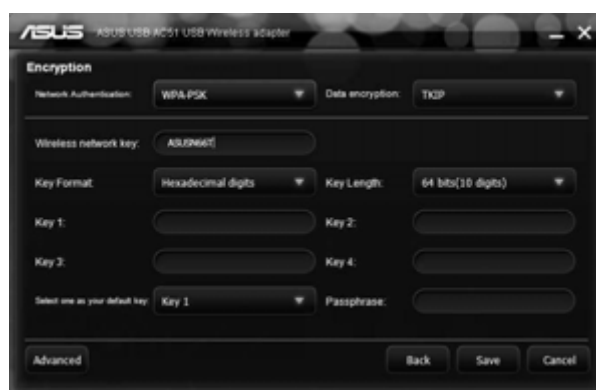 ASUS ASUS USB AC51 USB Wireless adapter
Encryption
Network Authentication: WPA-PSK Data encryption: TKIP
Wireless network key: ASUSN66T
Key Format: Hexadecimal digits Key Length: 64 bits(10 digits)
Key 1: Key 2:
Key 3: Key 4:
Select one as your default key: Key 1 Passphrase:
Advanced Back Save Cancel